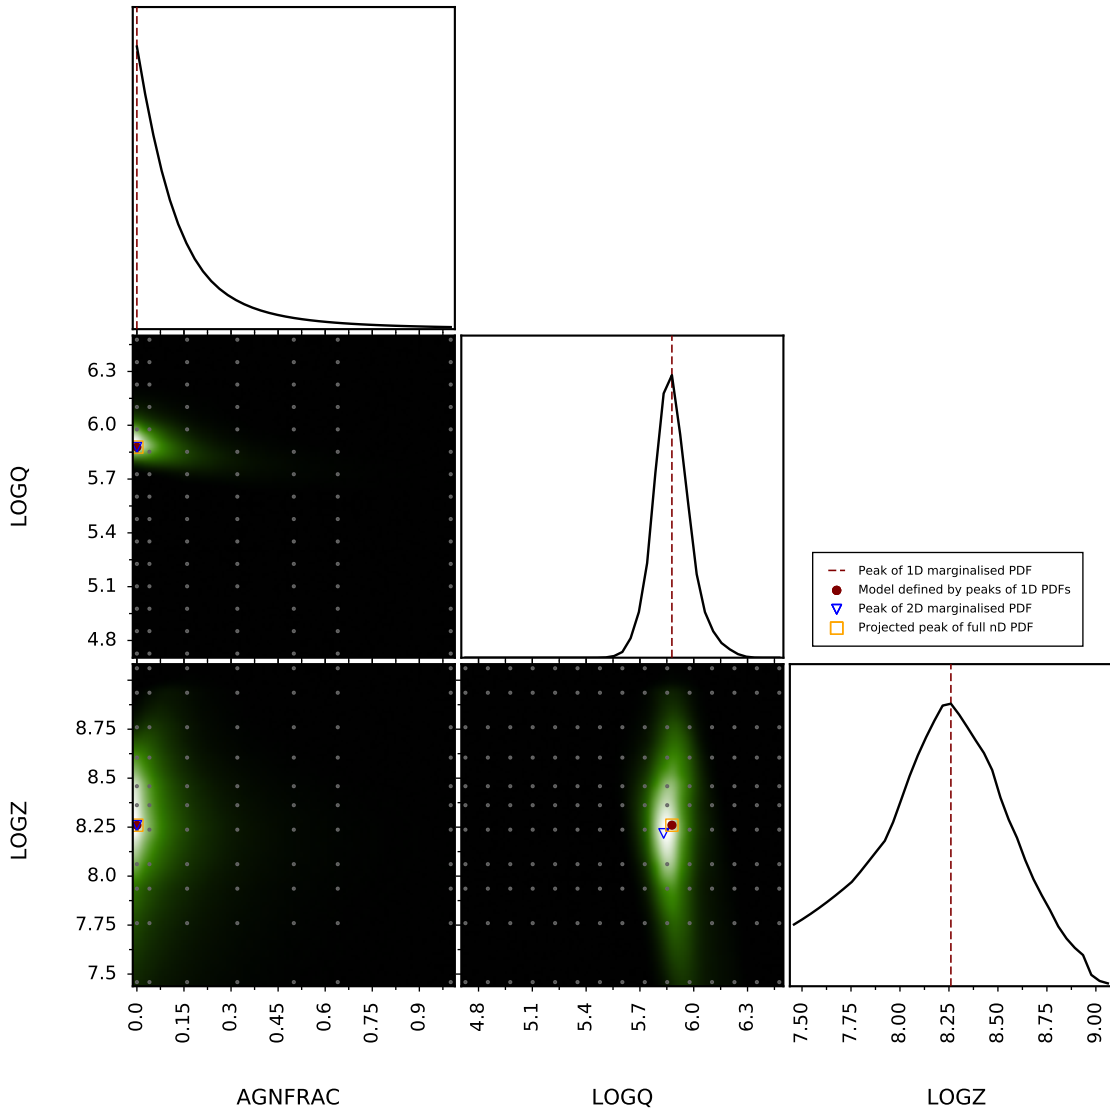 6.3
6.0
5.7
5.4
5.1
4.8
LOGQ
Peak of 1D marginalised PDF
Model defined by peaks of 1D PDFs
Peak of 2D marginalised PDF
Projected peak of full nD PDF
8.75
8.5
8.25
8.0
7.75
7.5
LOGZ
0.0 0.15 0.3 0.45 0.6 0.75 0.9
4.8 5.1 5.4 5.7 6.0 6.3
7.50 7.75 8.00 8.25 8.50 8.75 9.00
AGNFRAC
LOGQ
LOGZ